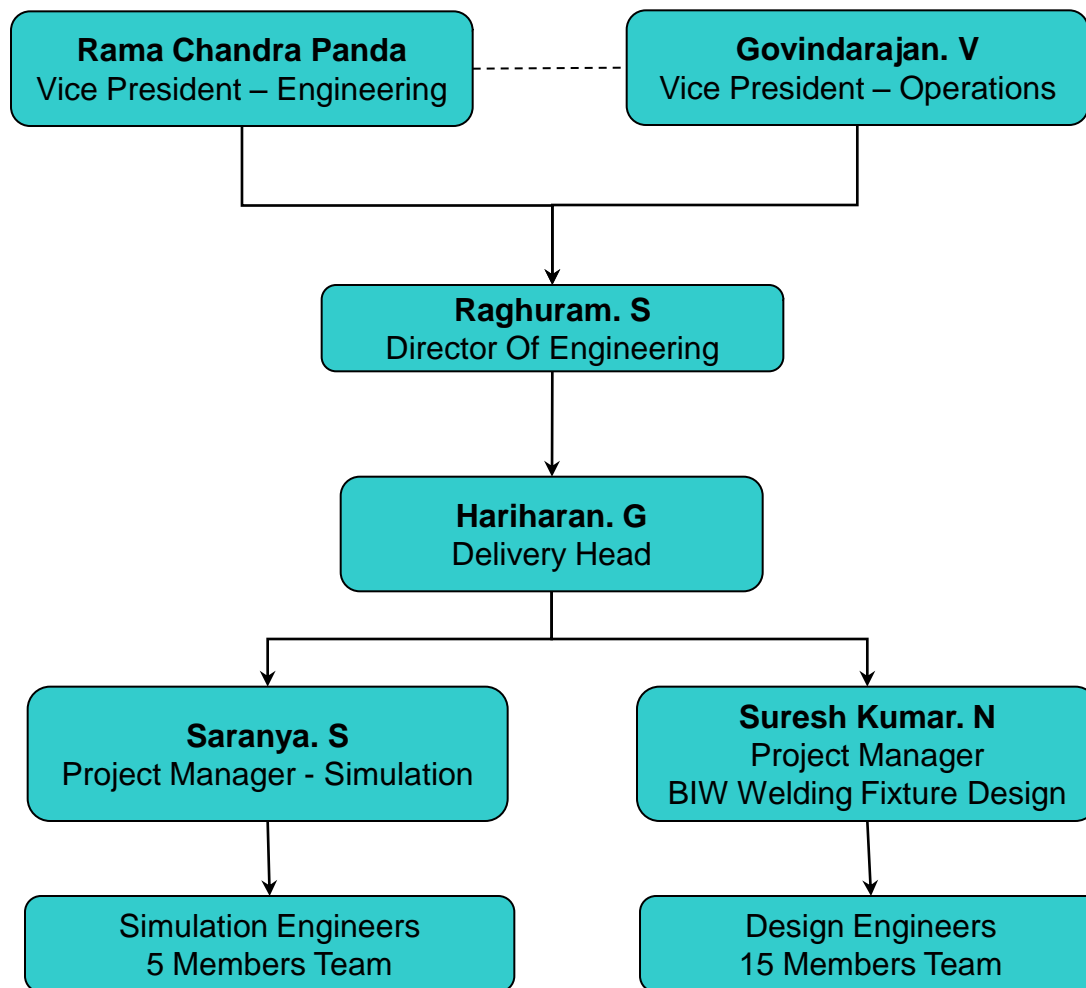 Rama Chandra Panda
Vice President – Engineering
Govindarajan. V
Vice President – Operations
Raghuram. S
Director Of Engineering
Hariharan. G
Delivery Head
Saranya. S
Project Manager - Simulation
Suresh Kumar. N
Project Manager
BIW Welding Fixture Design
Simulation Engineers
5 Members Team
Design Engineers
15 Members Team